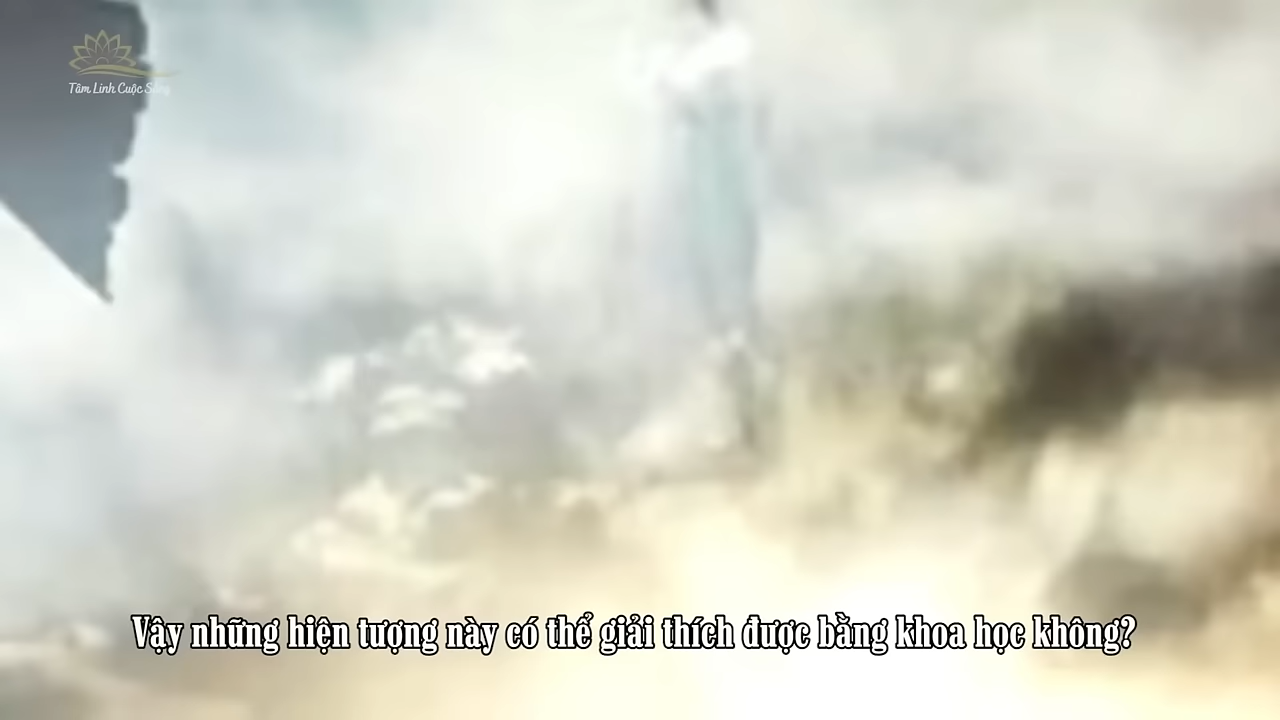 Tâm Linh Cuộc Sống
Vậy những hiện tượng này có thể giải thích được bằng khoa học không?